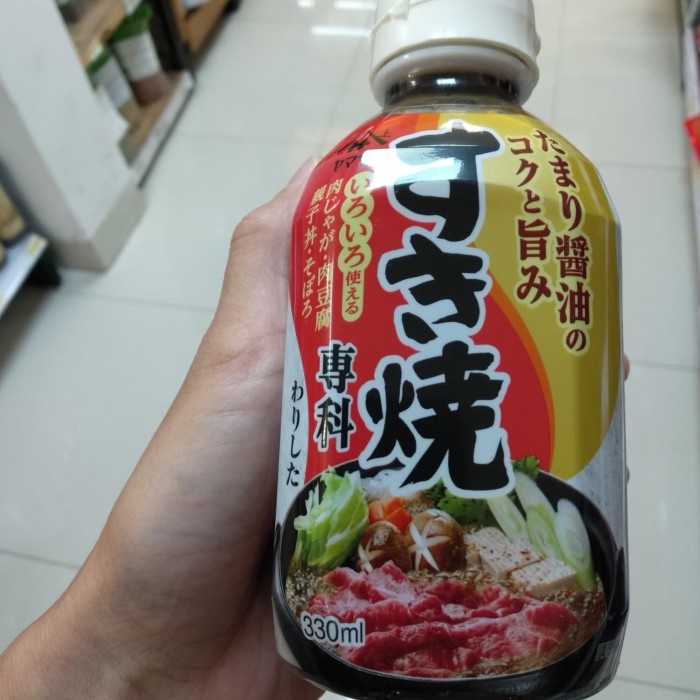 ヤマ
たまり醤油の
コクと旨み
すき焼
いろいろ使える
肉じゃが・肉豆腐
親子丼・そぼろ
専科
わりした
330ml